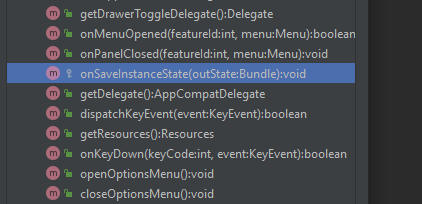 getDrawerToggleDelegate():Delegate
onMenuOpened(featureId:int, menu:Menu):boolean
onPanelClosed(featureId:int, menu:Menu):void
onSaveInstanceState(outState:Bundle):void
getDelegate():AppCompatDelegate
dispatchKeyEvent(event:KeyEvent):boolean
getResources():Resources
onKeyDown(keyCode:int, event:KeyEvent):boolean
openOptionsMenu():void
closeOptionsMenu():void